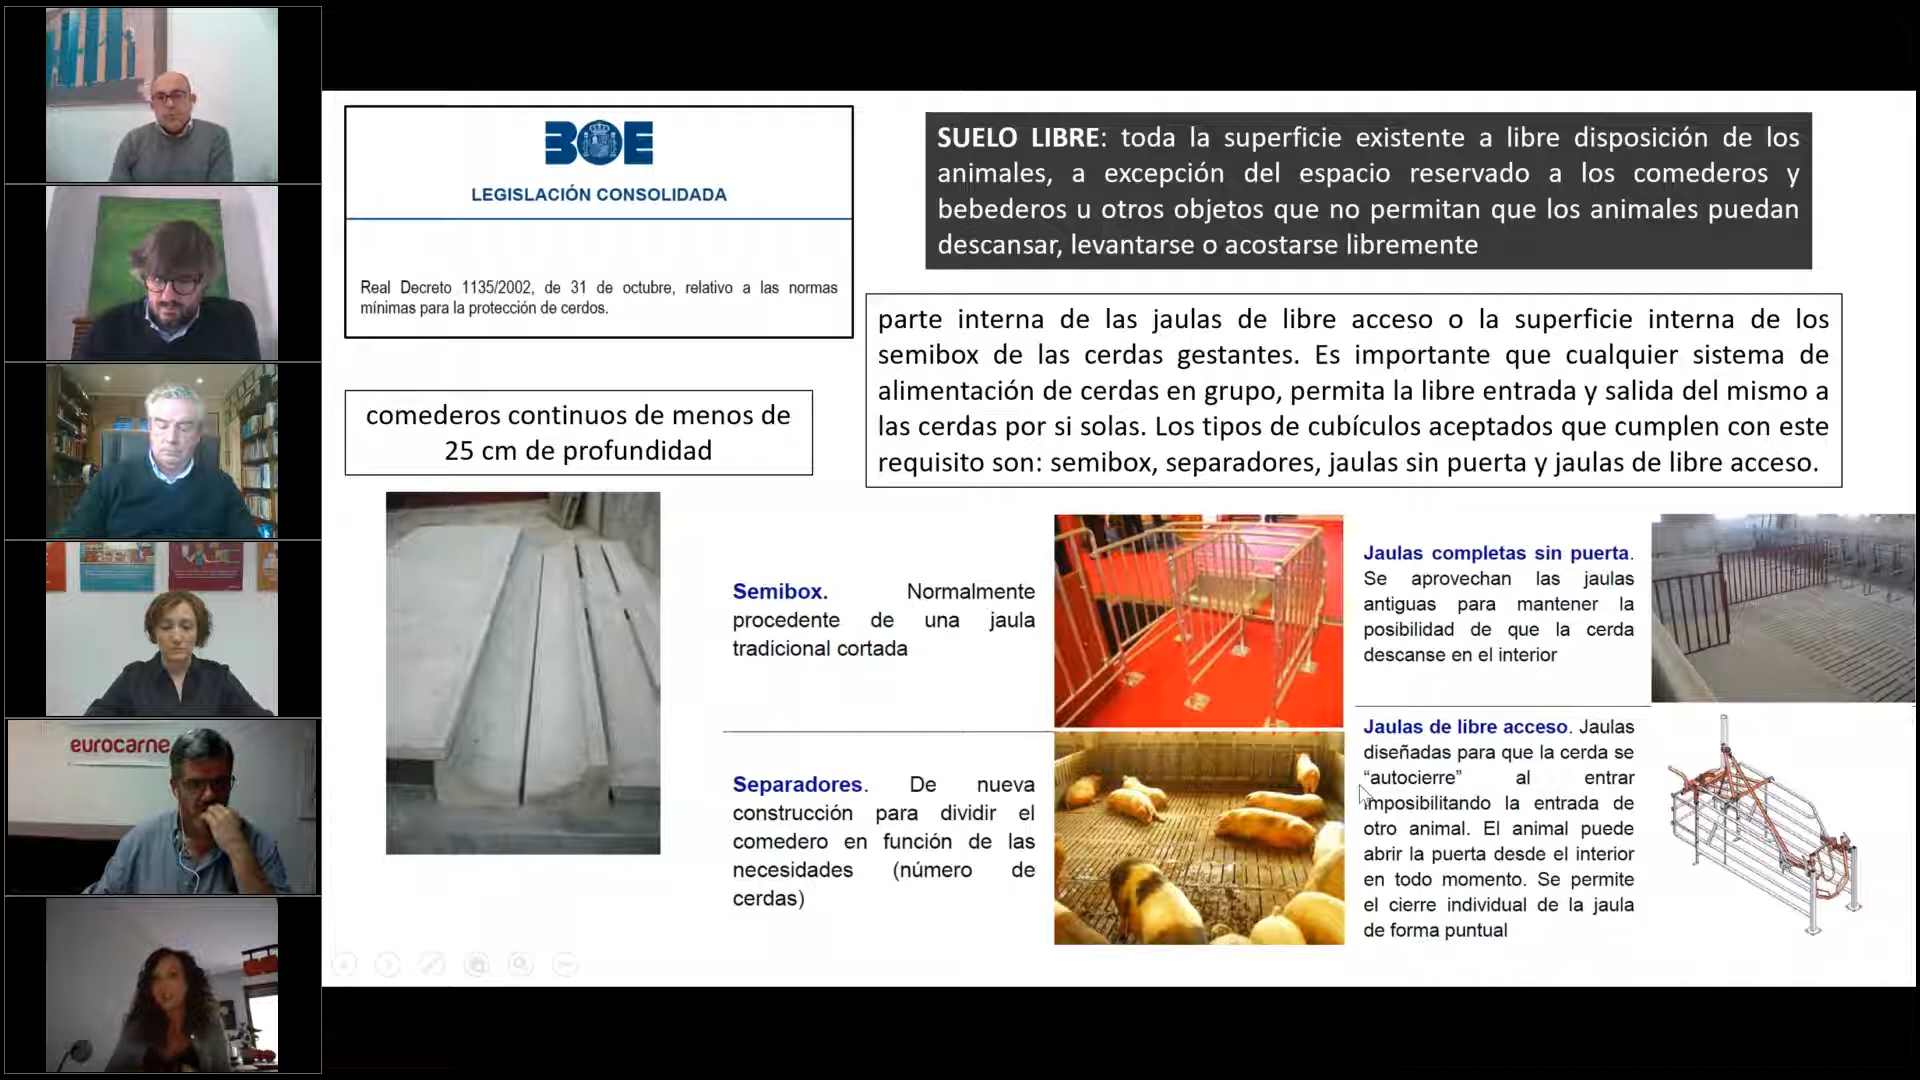 eurocarne
BOE
LEGISLACIÓN CONSOLIDADA
Real Decreto 1135/2002, de 31 de octubre, relativo a las normas
mínimas para la protección de cerdos.
SUELO LIBRE: toda la superficie existente a libre disposición de los
animales, a excepción del espacio reservado a los comederos y
bebederos u otros objetos que no permitan que los animales puedan
descansar, levantarse o acostarse libremente
parte interna de las jaulas de libre acceso o la superficie interna de los
semibox de las cerdas gestantes. Es importante que cualquier sistema de
alimentación de cerdas en grupo, permita la libre entrada y salida del mismo a
las cerdas por si solas. Los tipos de cubículos aceptados que cumplen con este
requisito son: semibox, separadores, jaulas sin puerta y jaulas de libre acceso.
comederos continuos de menos de
25 cm de profundidad
Semibox. Normalmente
procedente de una jaula
tradicional cortada
Separadores. De nueva
construcción para dividir el
comedero en función de las
necesidades (número de
cerdas)
Jaulas completas sin puerta.
Se aprovechan las jaulas
antiguas para mantener la
posibilidad de que la cerda
descanse en el interior
Jaulas de libre acceso. Jaulas
diseñadas para que la cerda se
“autocierre” al entrar
imposibilitando la entrada de
otro animal. El animal puede
abrir la puerta desde el interior
en todo momento. Se permite
el cierre individual de la jaula
de forma puntual